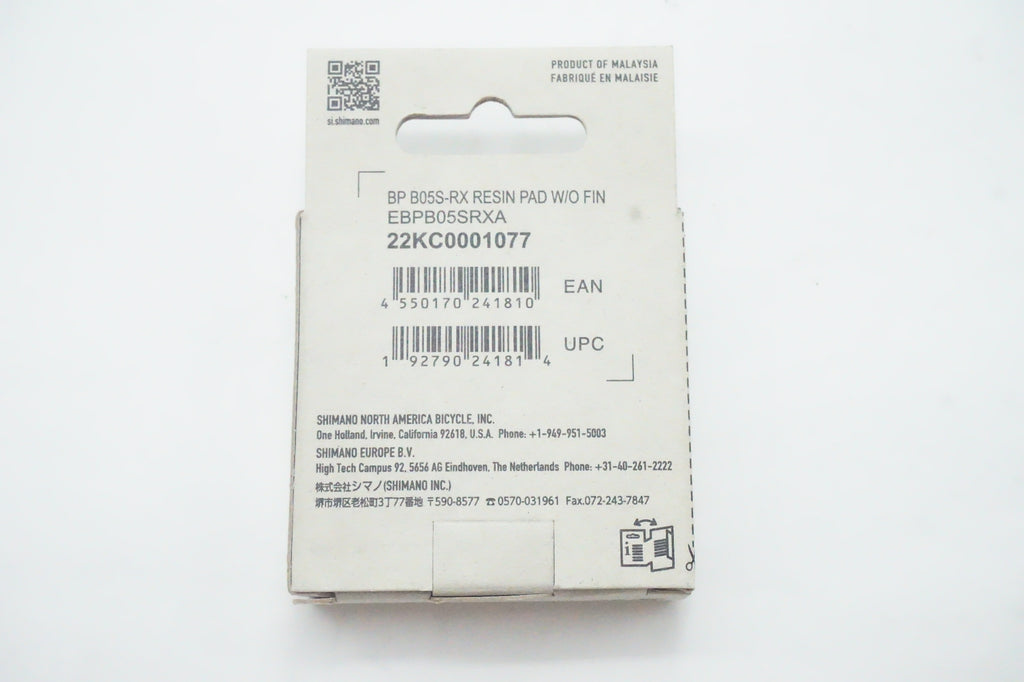 PRODUCT OF MALAYSIA
FABRIQUÉ EN MALAISIE
si.shimano.com
BP B05S-RX RESIN PAD W/O FIN
EBPB05SRXA
22KC0001077
4 550170 241810
EAN
1 92790 24181 4
UPC
SHIMANO NORTH AMERICA BICYCLE, INC.
One Holland, Irvine, California 92618, U.S.A. Phone: +1-949-951-5003
SHIMANO EUROPE B.V.
High Tech Campus 92, 5656 AG Eindhoven, The Netherlands Phone: +31-40-261-2222
株式会社シマノ(SHIMANO INC.)
堺市堺区老松町3丁77番地 〒590-8577 ☎0570-031961 Fax.072-243-7847
i